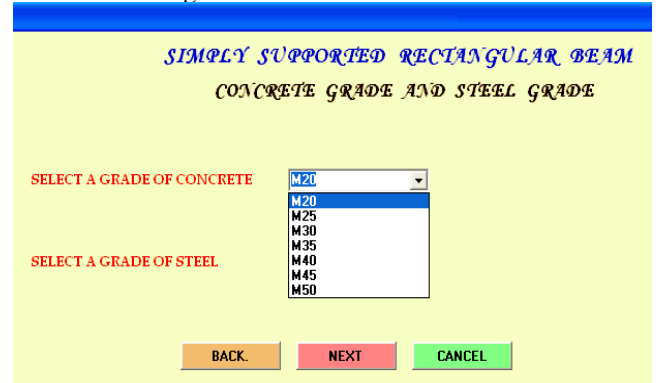 SIMPLY SUPPORTED RECTANGULAR BEAM
CONCRETE GRADE AND STEEL GRADE
SELECT A GRADE OF CONCRETE M20
M20
M25
M30
M35
M40
M45
M50
SELECT A GRADE OF STEEL
BACK. NEXT CANCEL